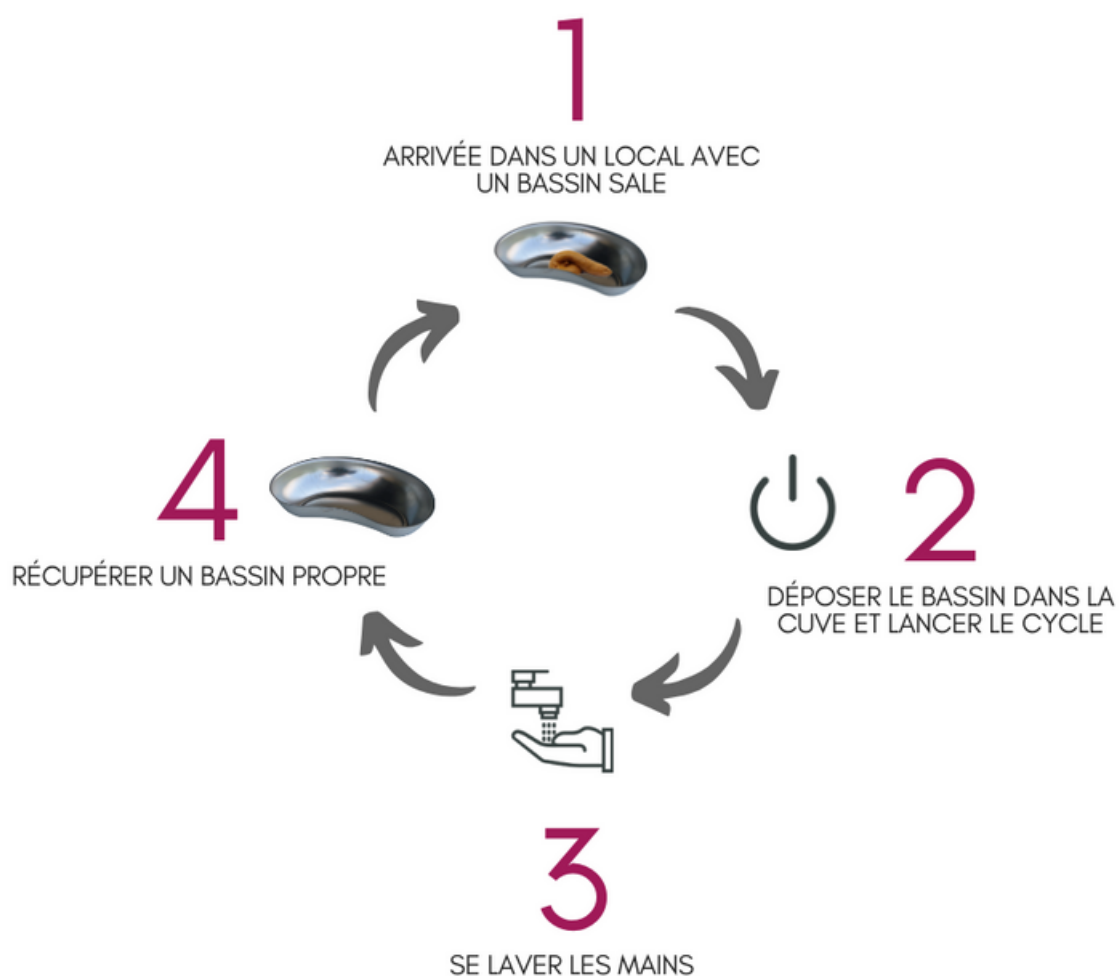 1
ARRIVÉE DANS UN LOCAL AVEC
UN BASSIN SALE
2
DÉPOSER LE BASSIN DANS LA
CUVE ET LANCER LE CYCLE
3
SE LAVER LES MAINS
4
RÉCUPÉRER UN BASSIN PROPRE